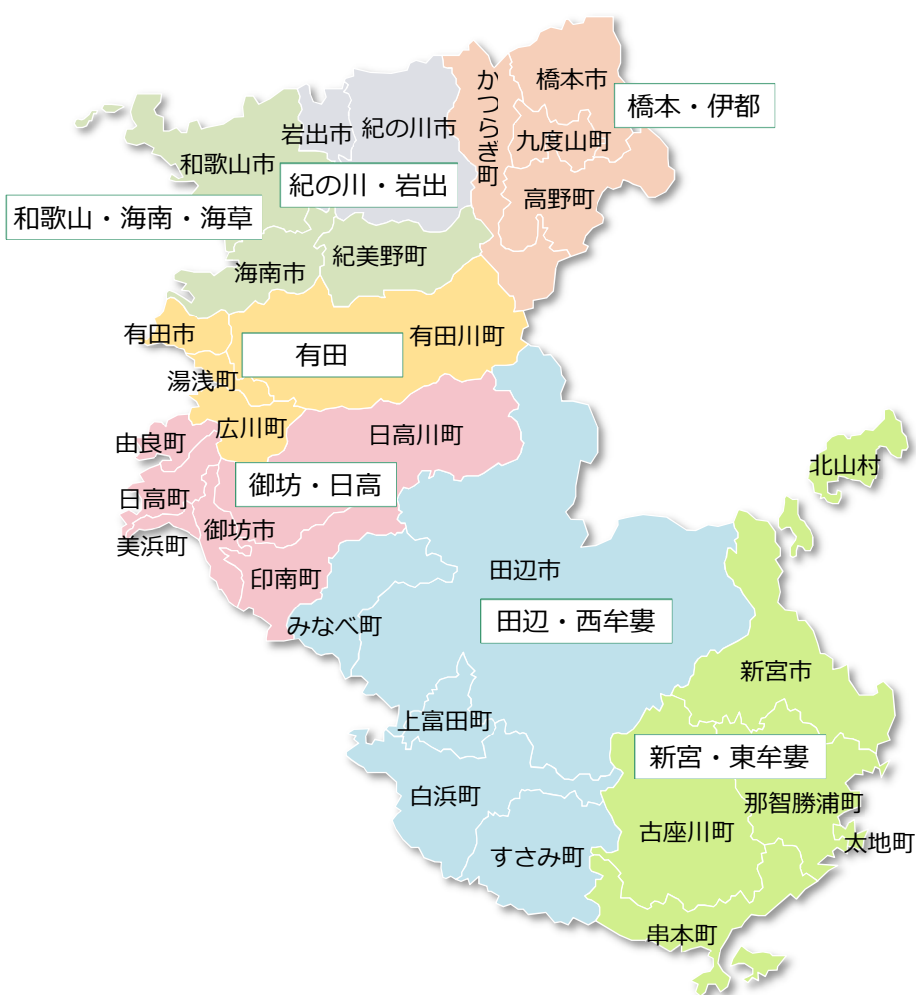 橋本市
かつらぎ町
橋本・伊都
岩出市
紀の川市
九度山町
和歌山市
紀の川・岩出
高野町
和歌山・海南・海草
紀美野町
海南市
有田市
有田川町
有田
湯浅町
広川町
日高川町
由良町
北山村
御坊・日高
日高町
御坊市
美浜町
印南町
田辺市
みなべ町
田辺・西牟婁
新宮市
上富田町
新宮・東牟婁
白浜町
那智勝浦町
古座川町
太地町
すさみ町
串本町